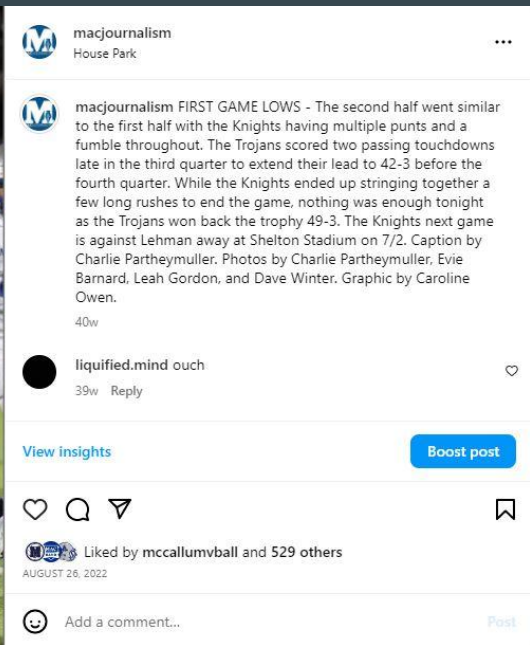 macjournalism
House Park
macjournalism FIRST GAME LOWS - The second half went similar
to the first half with the Knights having multiple punts and a
fumble throughout. The Trojans scored two passing touchdowns
late in the third quarter to extend their lead to 42-3 before the
fourth quarter. While the Knights ended up stringing together a
few long rushes to end the game, nothing was enough tonight
as the Trojans won back the trophy 49-3. The Knights next game
is against Lehman away at Shelton Stadium on 7/2. Caption by
Charlie Partheymuller. Photos by Charlie Partheymuller, Evie
Barnard, Leah Gordon, and Dave Winter. Graphic by Caroline
Owen.
40w
liquified.mind ouch
39w Reply
View insights
Boost post
Liked by mccallumvball and 529 others
AUGUST 26, 2022
Add a comment...
Post